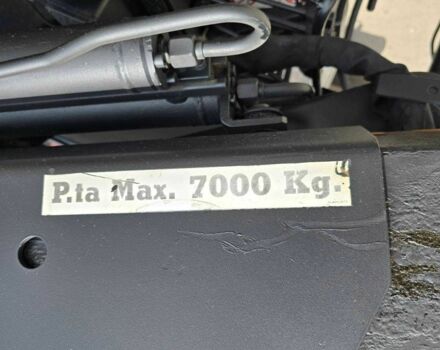 P.ta Max. 7000 Kg.